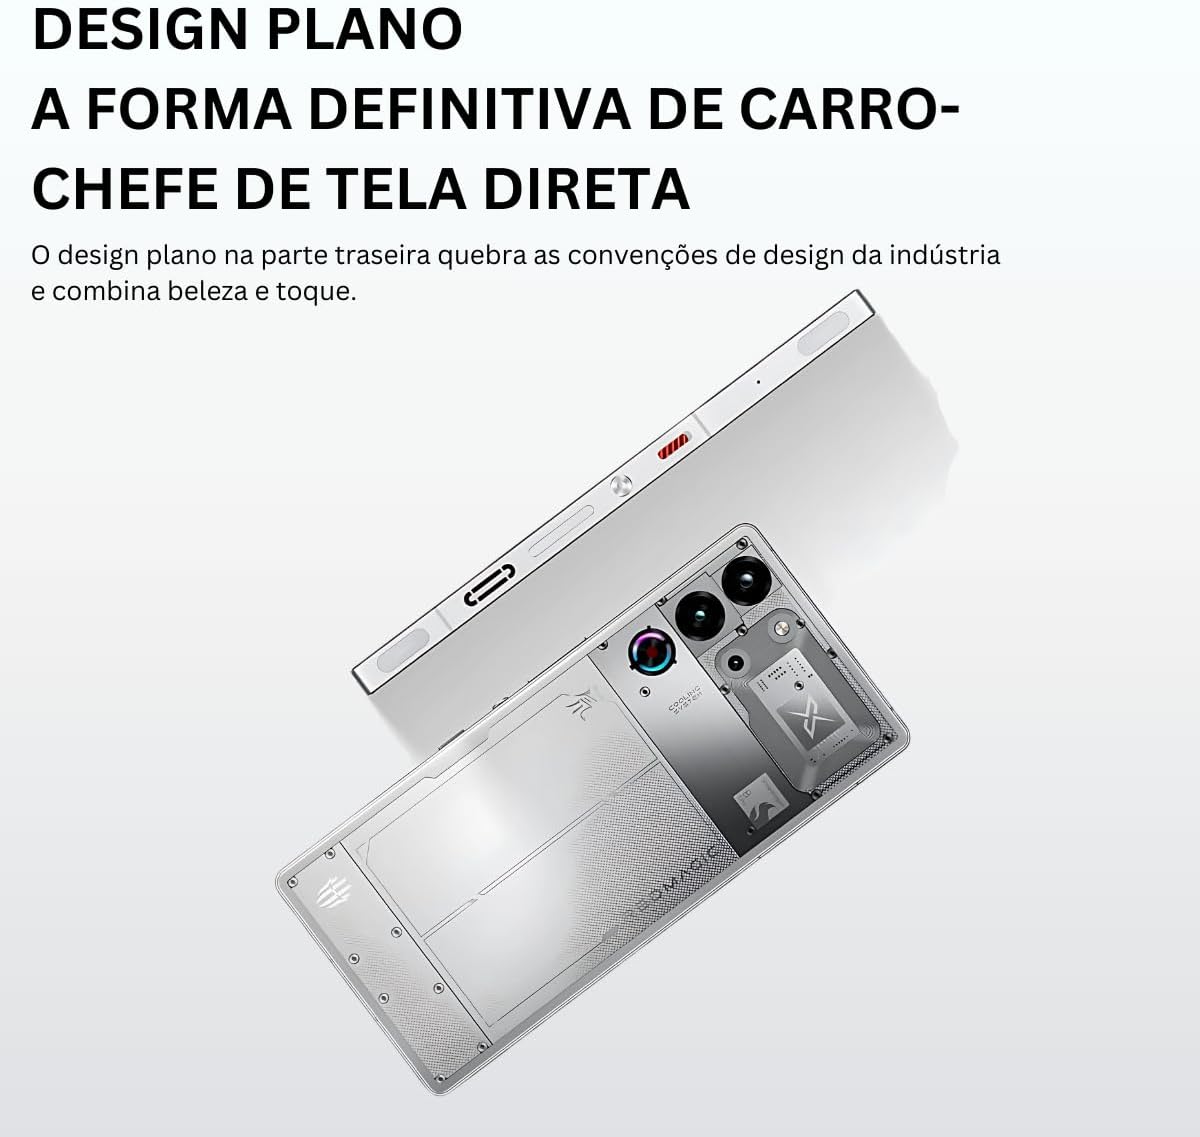 DESIGN PLANO
A FORMA DEFINITIVA DE CARRO-
CHEFE DE TELA DIRETA
O design plano na parte traseira quebra as convenções de design da indústria
e combina beleza e toque.
COOLING
SYSTEM
REDMAGIC